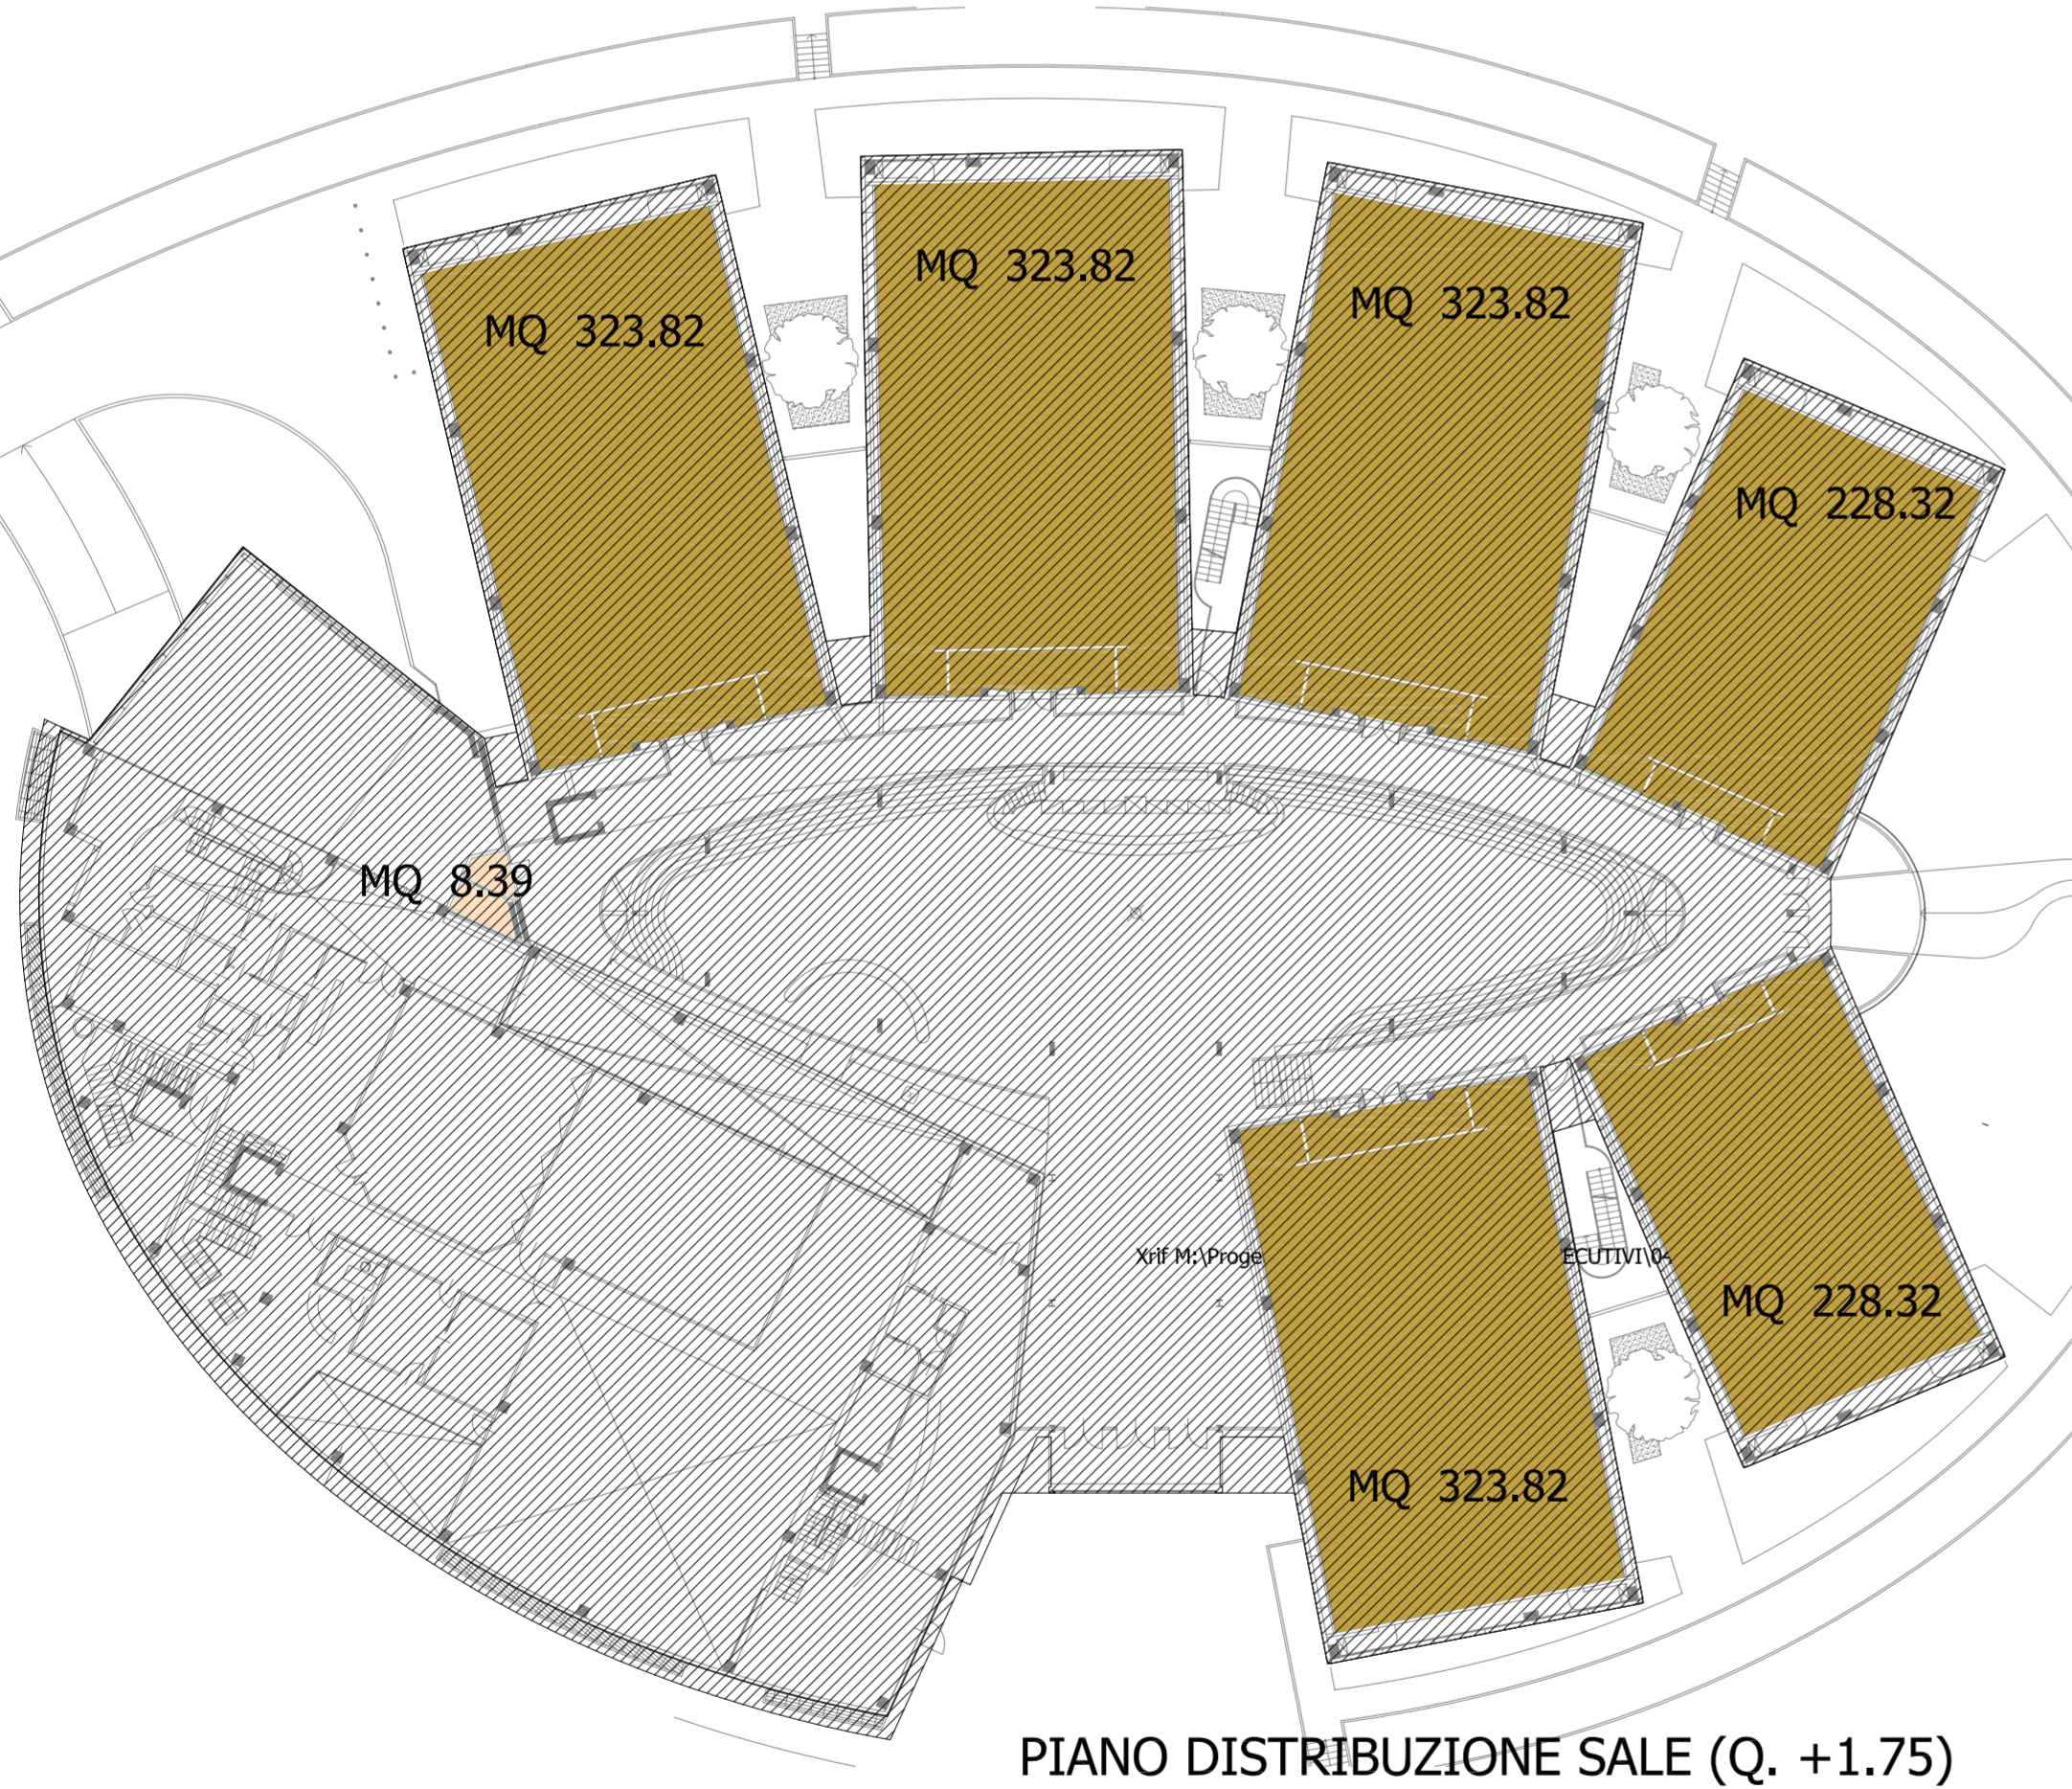 MQ 323.82
MQ 323.82
MQ 323.82
MQ 228.32
MQ 8.39
Xrif M:\Proge
ECUTIVI\0-
MQ 228.32
MQ 323.82
PIANO DISTRIBUZIONE SALE (Q. +1.75)